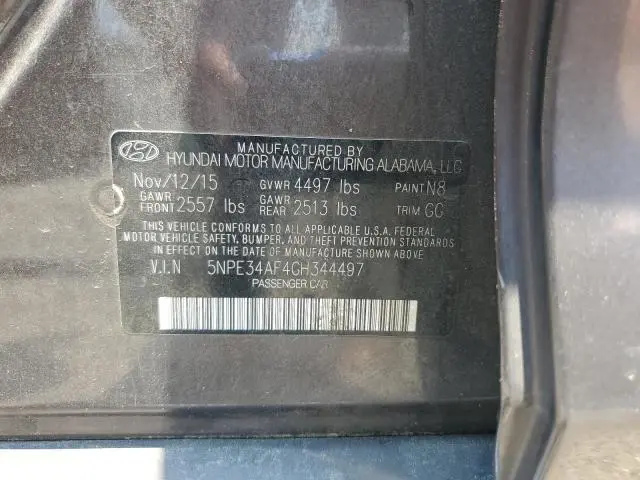 MANUFACTURED BY
HYUNDAI MOTOR MANUFACTURING ALABAMA, LLC
Nov/12/15 GVWR 4497 lbs PAINT N8
GAWR FRONT 2557 lbs GAWR REAR 2513 lbs TRIM GC
THIS VEHICLE CONFORMS TO ALL APPLICABLE U.S.A. FEDERAL
MOTOR VEHICLE SAFETY, BUMPER, AND THEFT PREVENTION STANDARDS
IN EFFECT ON THE DATE OF MANUFACTURE SHOWN ABOVE
V.I.N 5NPE34AF4GH344497
PASSENGER CAR